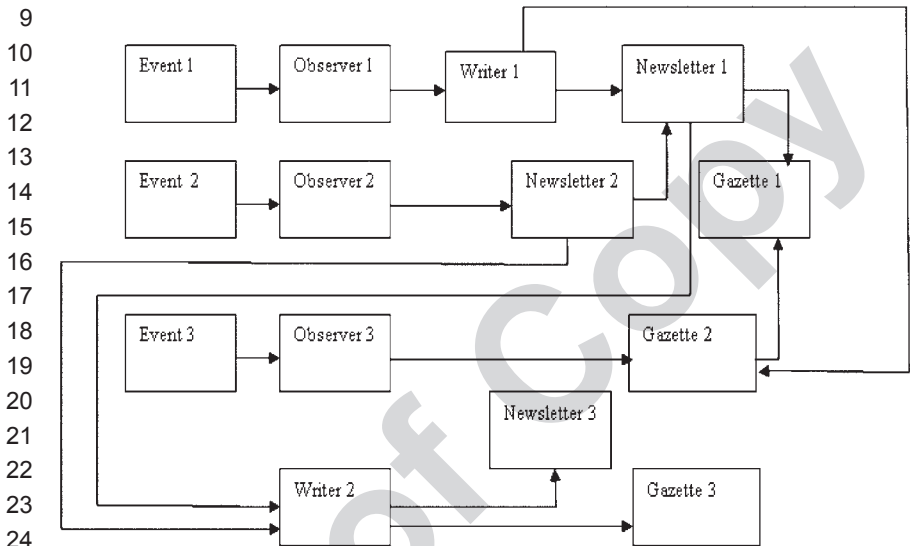 9
10
Event 1 Observer 1 Writer 1 Newsletter 1
11
12
13
Event 2 Observer 2 Newsletter 2 Gazette 1
14
15
16
17
18
Event 3 Observer 3 Gazette 2
19
20
Newsletter 3
21
22
Writer 2 Gazette 3
23
24
of Copy